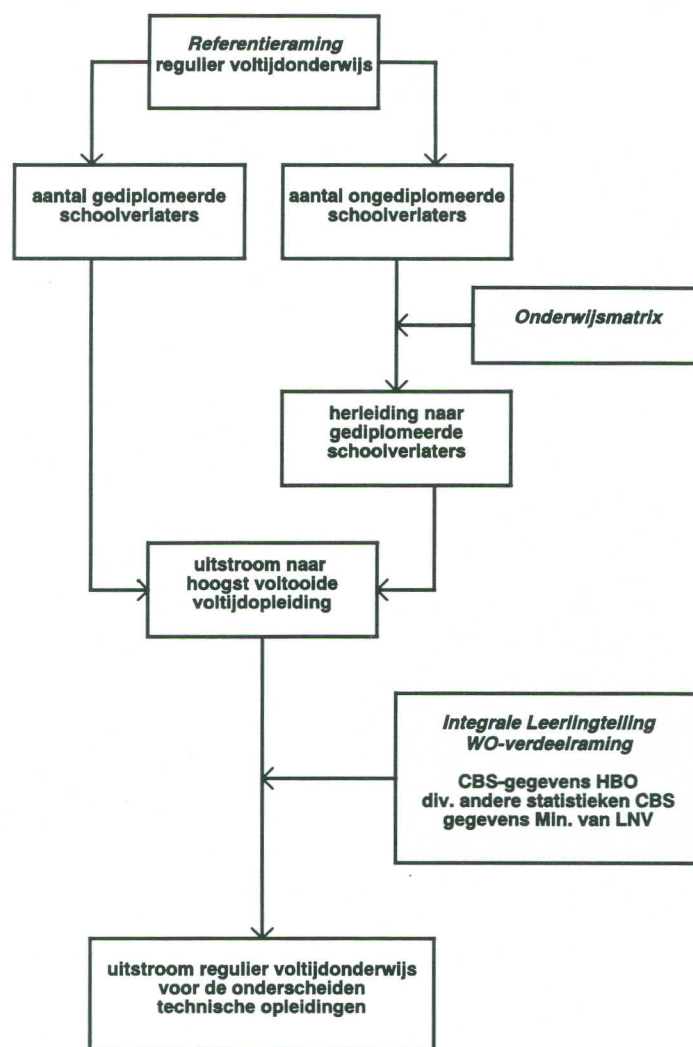 Referentieraming
regulier voltijdonderwijs
aantal gediplomeerde
schoolverlaters
aantal ongediplomeerde
schoolverlaters
Onderwijsmatrix
herleiding naar
gediplomeerde
schoolverlaters
uitstroom naar
hoogst voltooide
voltijdopleiding
Integrale Leerlingtelling
WO-verdeelraming
CBS-gegevens HBO
div. andere statistieken CBS
gegevens Min. van LNV
uitstroom regulier voltijdonderwijs
voor de onderscheiden
technische opleidingen